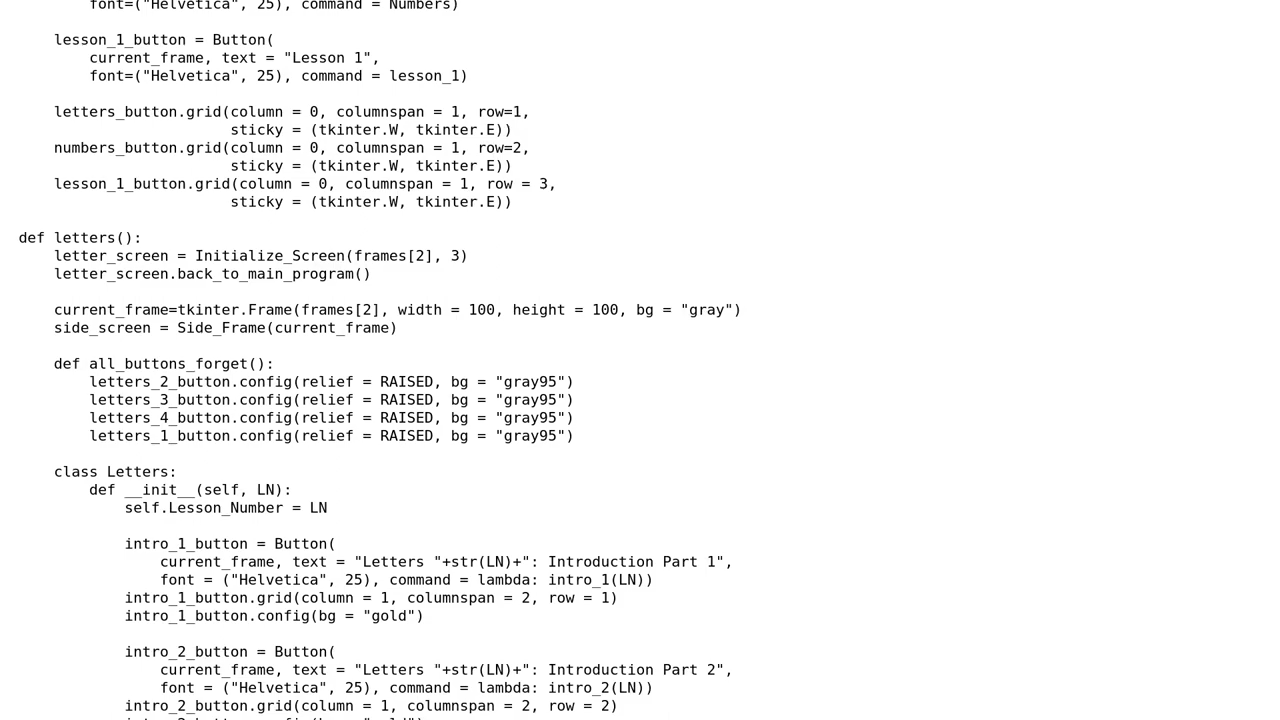 font=("Helvetica", 25), command = Numbers)
lesson_1_button = Button(
current_frame, text = "Lesson 1",
font=("Helvetica", 25), command = lesson_1)
letters_button.grid(column = 0, columnspan = 1, row=1,
sticky = (tkinter.W, tkinter.E))
numbers_button.grid(column = 0, columnspan = 1, row=2,
sticky = (tkinter.W, tkinter.E))
lesson_1_button.grid(column = 0, columnspan = 1, row = 3,
sticky = (tkinter.W, tkinter.E))
def letters():
letter_screen = Initialize_Screen(frames[2], 3)
letter_screen.back_to_main_program()
current_frame=tkinter.Frame(frames[2], width = 100, height = 100, bg = "gray")
side_screen = Side_Frame(current_frame)
def all_buttons_forget():
letters_2_button.config(relief = RAISED, bg = "gray95")
letters_3_button.config(relief = RAISED, bg = "gray95")
letters_4_button.config(relief = RAISED, bg = "gray95")
letters_1_button.config(relief = RAISED, bg = "gray95")
class Letters:
def __init__(self, LN):
self.Lesson_Number = LN
intro_1_button = Button(
current_frame, text = "Letters "+str(LN)+": Introduction Part 1",
font = ("Helvetica", 25), command = lambda: intro_1(LN))
intro_1_button.grid(column = 1, columnspan = 2, row = 1)
intro_1_button.config(bg = "gold")
intro_2_button = Button(
current_frame, text = "Letters "+str(LN)+": Introduction Part 2",
font = ("Helvetica", 25), command = lambda: intro_2(LN))
intro_2_button.grid(column = 1, columnspan = 2, row = 2)